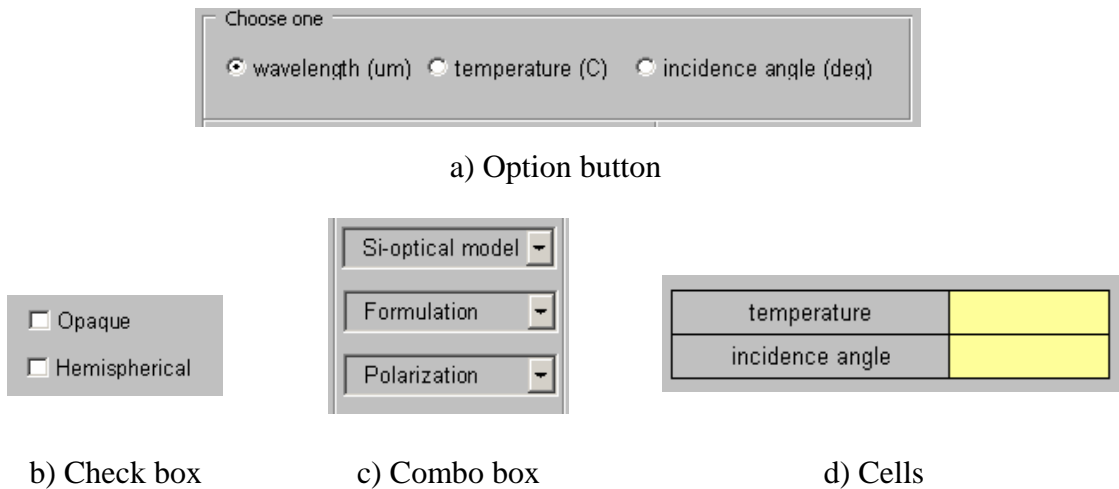 Choose one
wavelength (um) temperature (C) incidence angle (deg)
a) Option button
Opaque
Hemispherical
b) Check box
Si-optical model
Formulation
Polarization
c) Combo box
temperature
incidence angle
d) Cells